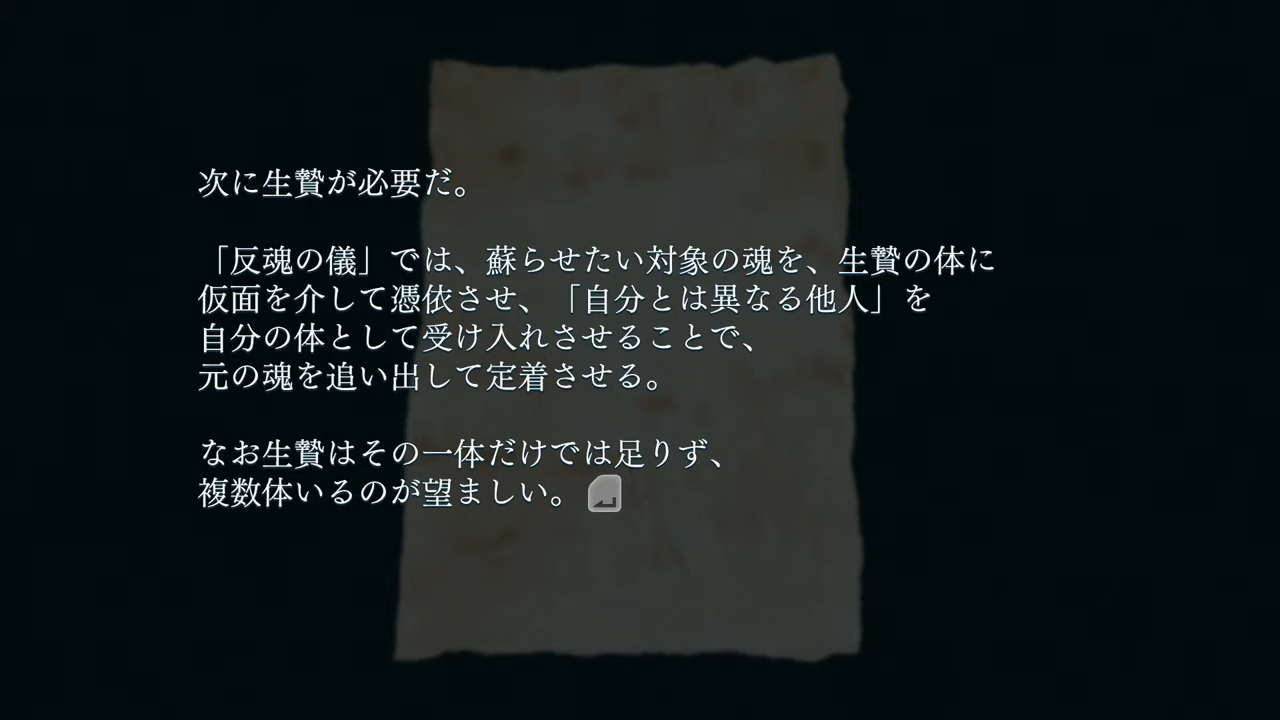 次に生贄が必要だ。
「反魂の儀」では、蘇らせたい対象の魂を、生贄の体に
仮面を介して憑依させ、「自分とは異なる他人」を
自分の体として受け入れさせることで、
元の魂を追い出して定着させる。
なお生贄はその一体だけでは足りず、
複数体いるのが望ましい。